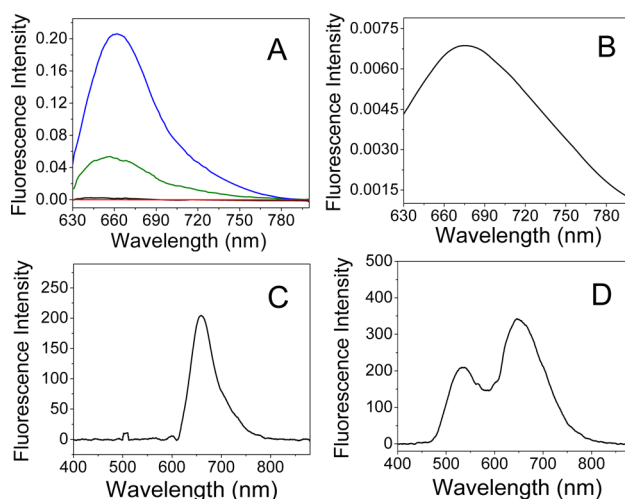 A
Fluorescence Intensity
0.20
0.16
0.12
0.08
0.04
0.00
630 660 690 720 750 780
Wavelength (nm)
B
Fluorescence Intensity
0.0075
0.0060
0.0045
0.0030
0.0015
630 660 690 720 750 780
Wavelength (nm)
C
Fluorescence Intensity
250
200
150
100
50
0
400 500 600 700 800
Wavelength (nm)
D
Fluorescence Intensity
500
400
300
200
100
0
400 500 600 700 800
Wavelength (nm)